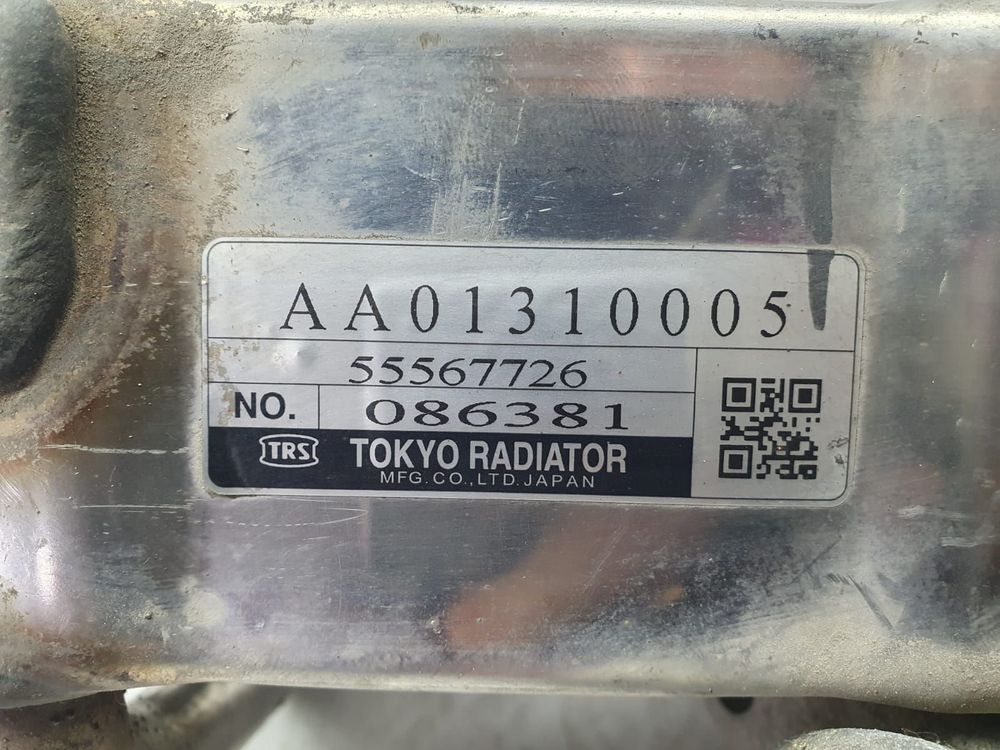 AA01310005
55567726
NO. 086381
TRS TOKYO RADIATOR
MFG.CO.,LTD.JAPAN